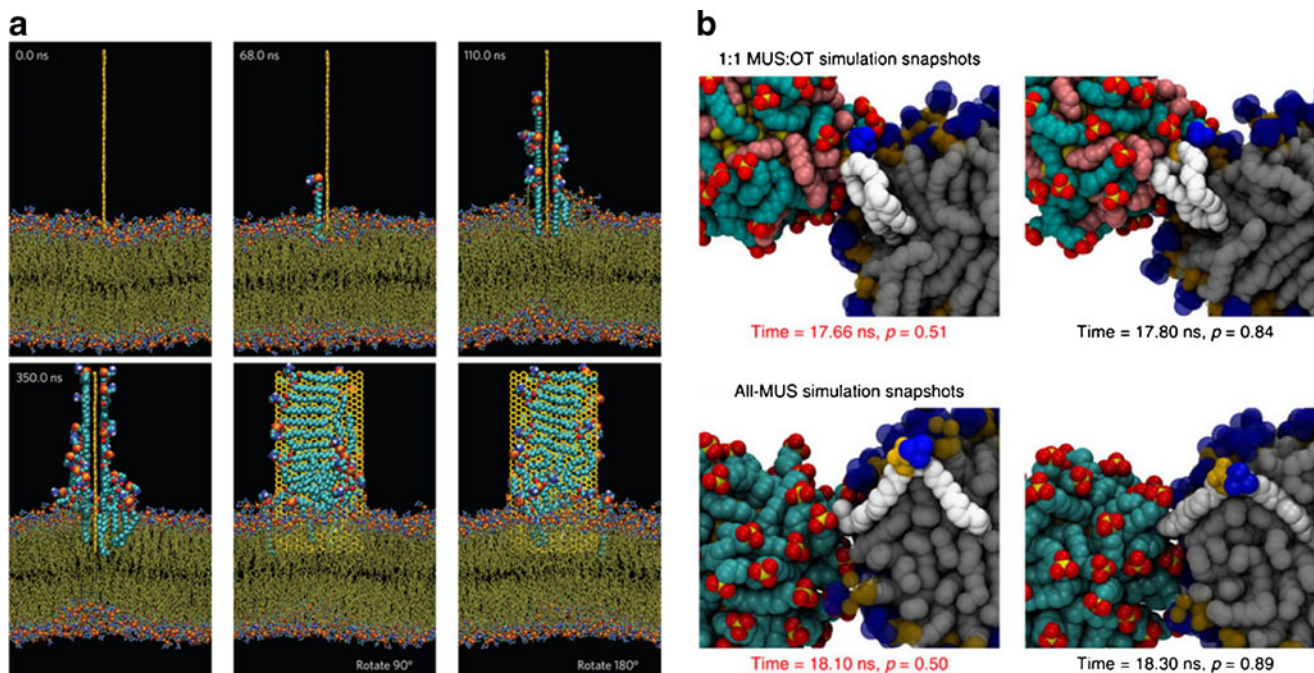 a
0.0 ns
68.0 ns
110.0 ns
350.0 ns
Rotate 90°
Rotate 180°
b
1:1 MUS:OT simulation snapshots
Time = 17.66 ns, p = 0.51
Time = 17.80 ns, p = 0.84
All-MUS simulation snapshots
Time = 18.10 ns, p = 0.50
Time = 18.30 ns, p = 0.89